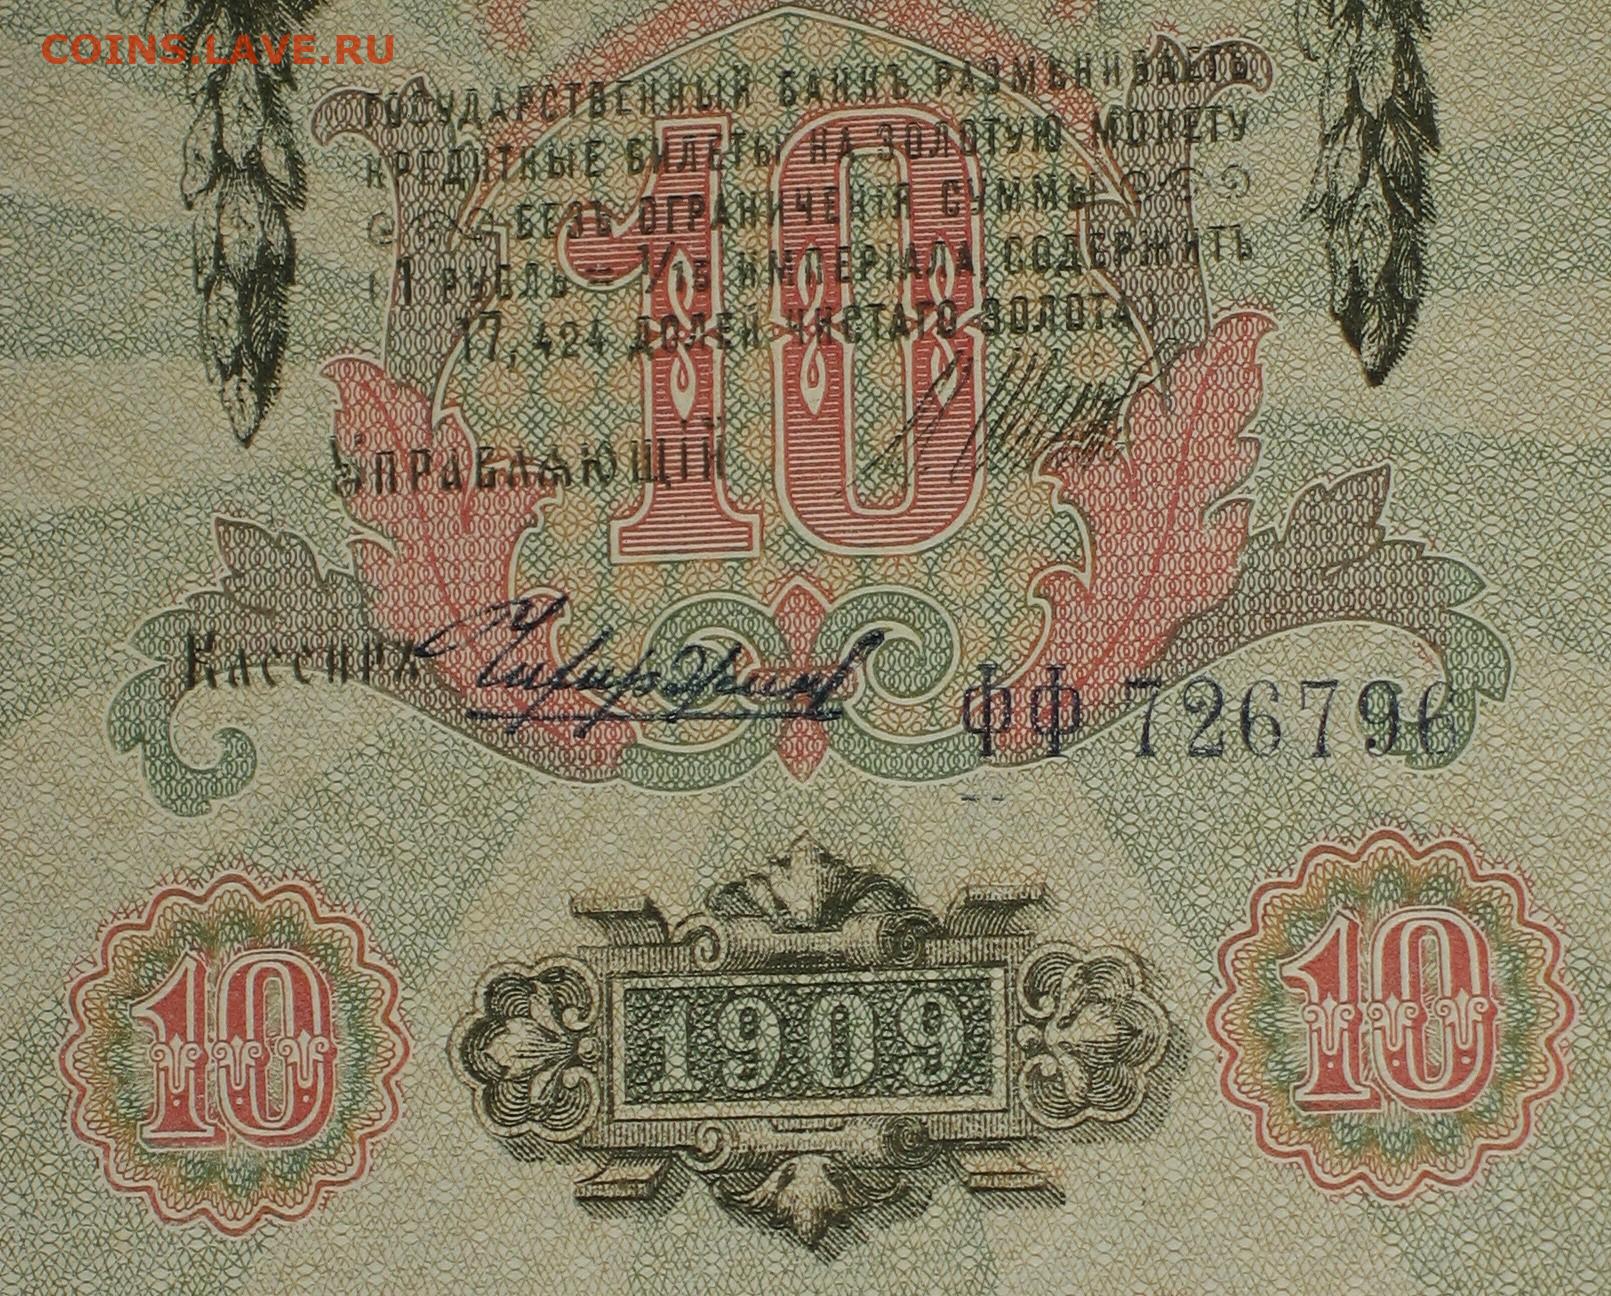 COINS.LAVE.RU
ГОСУДАРСТВЕННЫЙ БАНКЪ РАЗМѢНИВАЕТЪ
КРЕДИТНЫЕ БИЛЕТЫ НА ЗОЛОТУЮ МОНЕТУ
БЕЗЪ ОГРАНИЧЕНІЯ СУММЫ
(1 РУБЛЬ = 1/15 ИМПЕРІАЛА, СОДЕРЖИТЪ
17,424 ДОЛЕЙ ЧИСТАГО ЗОЛОТА)
10
УПРАВЛЯЮЩІЙ
Кассиръ
ФФ 726796
10 1909 10